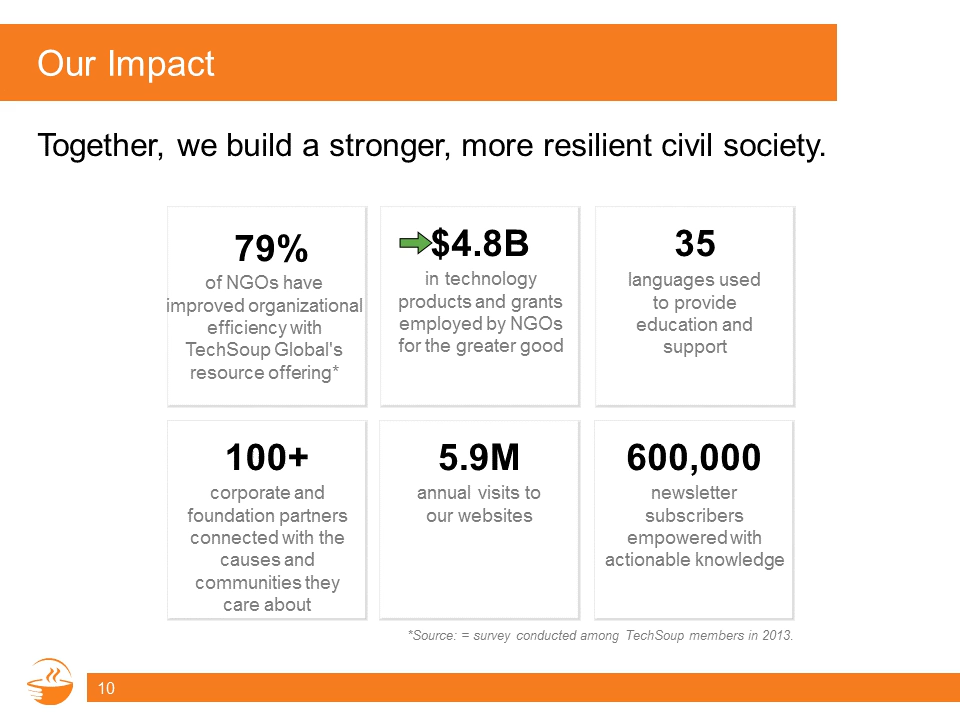 Our Impact
Together, we build a stronger, more resilient civil society.
79%
of NGOs have
improved organizational
efficiency with
TechSoup Global's
resource offering*
$4.8B
in technology
products and grants
employed by NGOs
for the greater good
35
languages used
to provide
education and
support
100+
corporate and
foundation partners
connected with the
causes and
communities they
care about
5.9M
annual visits to
our websites
600,000
newsletter
subscribers
empowered with
actionable knowledge
*Source: = survey conducted among TechSoup members in 2013.
10